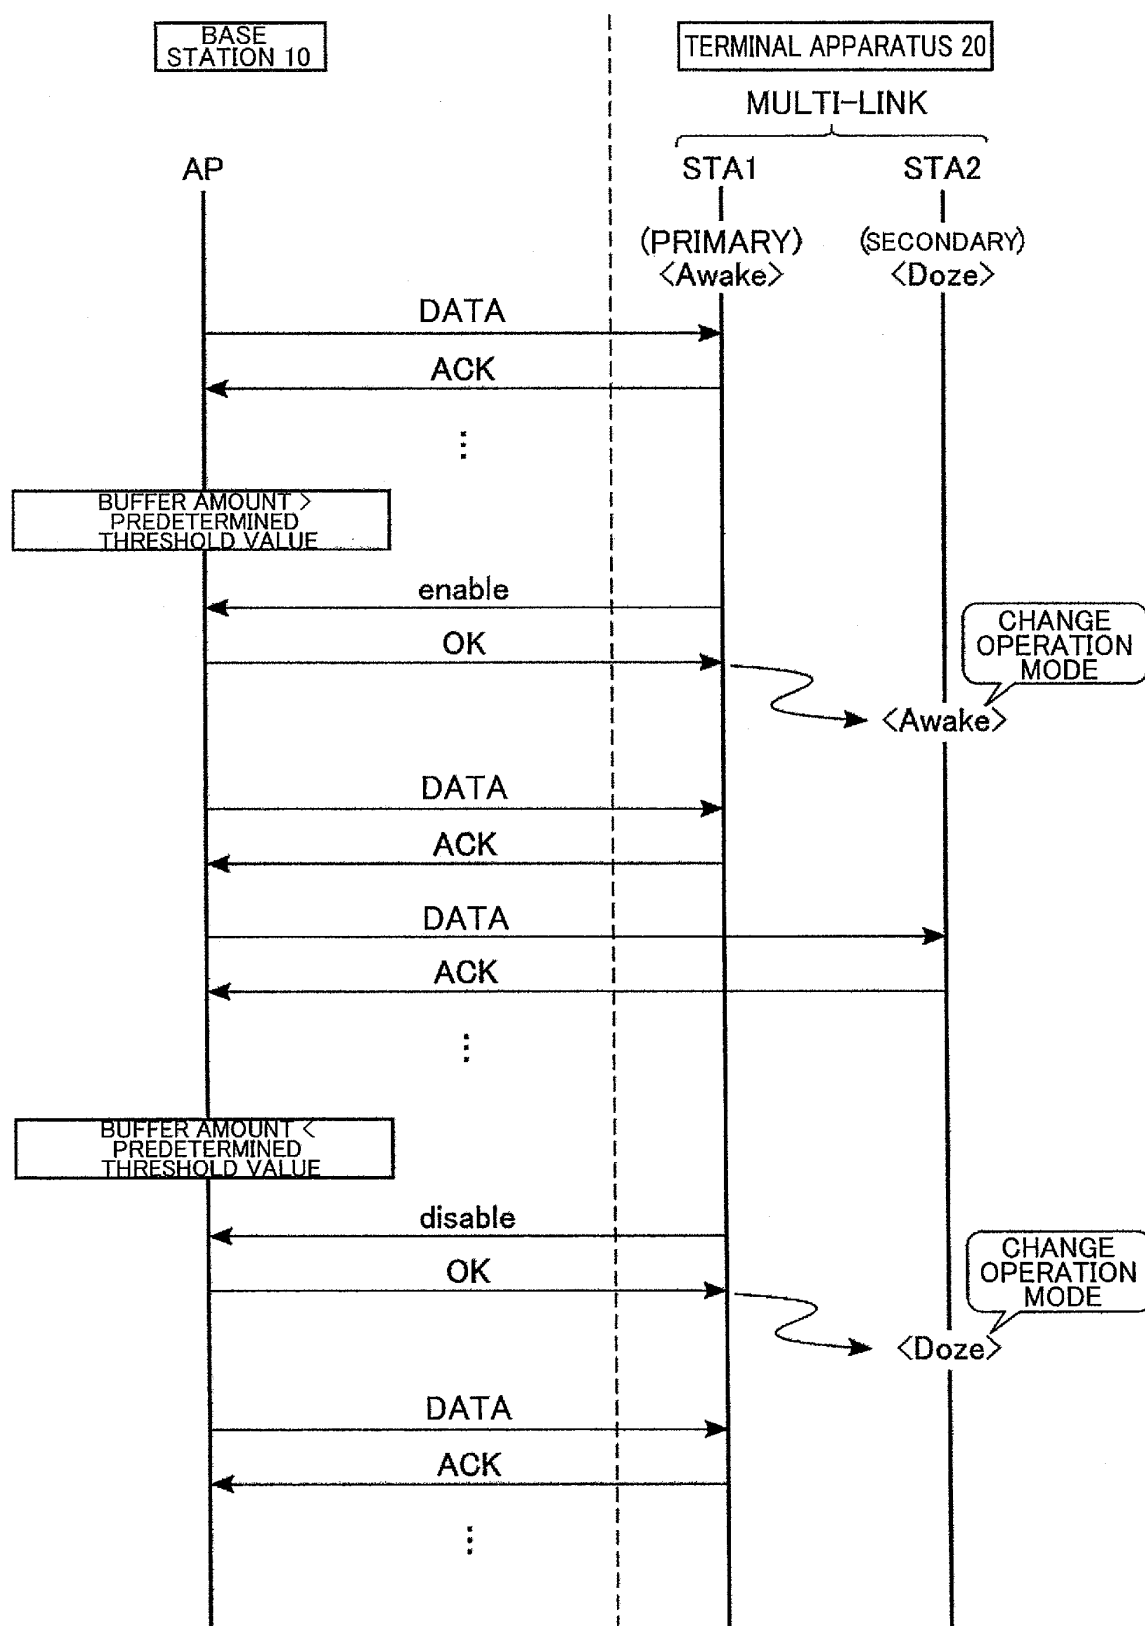 BASE
STATION 10
TERMINAL APPARATUS 20
MULTI-LINK
AP
STA1
STA2
(PRIMARY)
<Awake>
(SECONDARY)
<Doze>
DATA
ACK
⋮
BUFFER AMOUNT >
PREDETERMINED
THRESHOLD VALUE
enable
OK
CHANGE
OPERATION
MODE
<Awake>
DATA
ACK
DATA
ACK
⋮
BUFFER AMOUNT <
PREDETERMINED
THRESHOLD VALUE
disable
OK
CHANGE
OPERATION
MODE
<Doze>
DATA
ACK
⋮